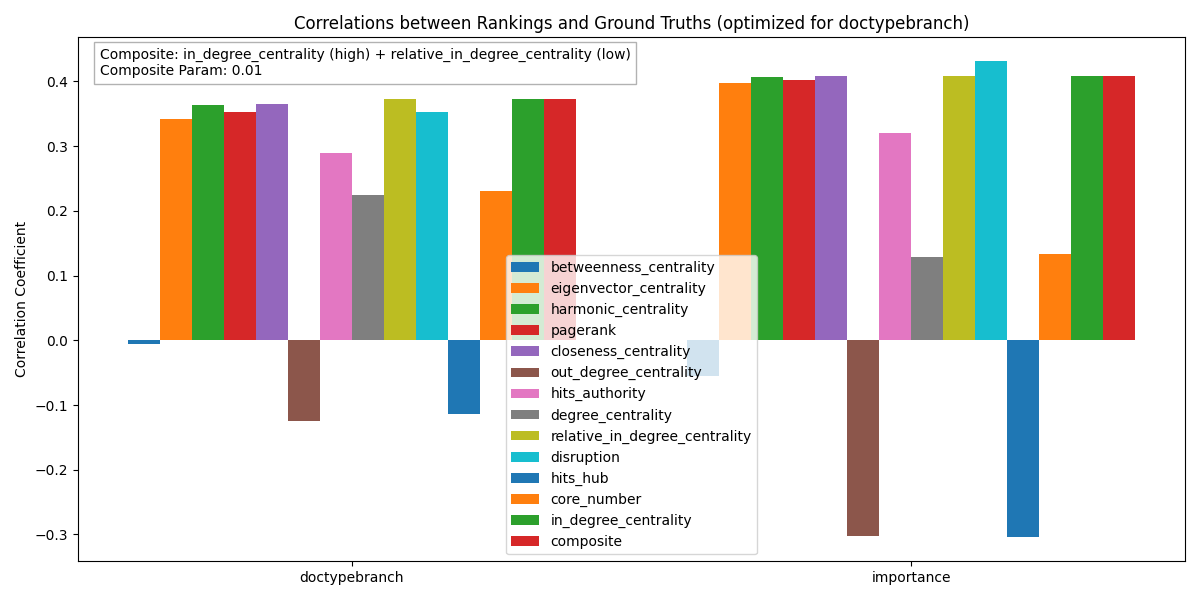 Correlations between Rankings and Ground Truths (optimized for doctypebranch)
Composite: in_degree_centrality (high) + relative_in_degree_centrality (low)
Composite Param: 0.01
Correlation Coefficient
0.4
0.3
0.2
0.1
0.0
−0.1
−0.2
−0.3
betweenness_centrality
eigenvector_centrality
harmonic_centrality
pagerank
closeness_centrality
out_degree_centrality
hits_authority
degree_centrality
relative_in_degree_centrality
disruption
hits_hub
core_number
in_degree_centrality
composite
doctypebranch
importance